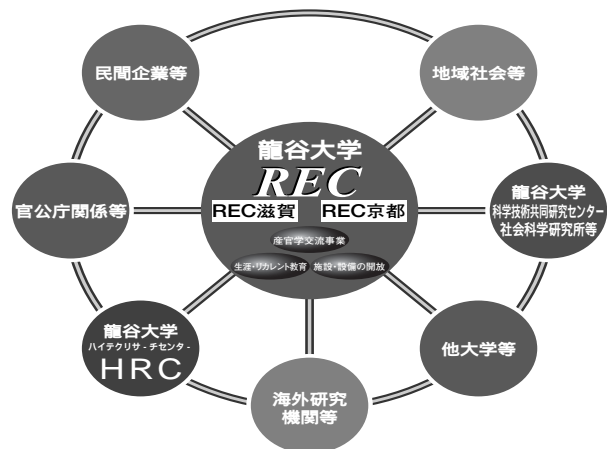 民間企業等
地域社会等
龍谷大学
REC
REC滋賀 REC京都
産官学交流事業
生涯・リカレント教育 施設・設備の開放
官公庁関係等
龍谷大学
科学技術共同研究センター
社会科学研究所等
龍谷大学
ハイテクリサ-チセンタ-
HRC
他大学等
海外研究
機関等